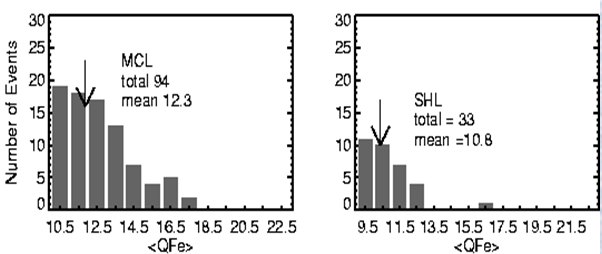 30
25
20
15
10
5
0
Number of Events
MCL
total 94
mean 12.3
10.5 12.5 14.5 16.5 18.5 20.5 22.5
<QFe>
30
25
20
15
10
5
0
SHL
total = 33
mean =10.8
9.5 11.5 13.5 15.5 17.5 19.5 21.5
<QFe>